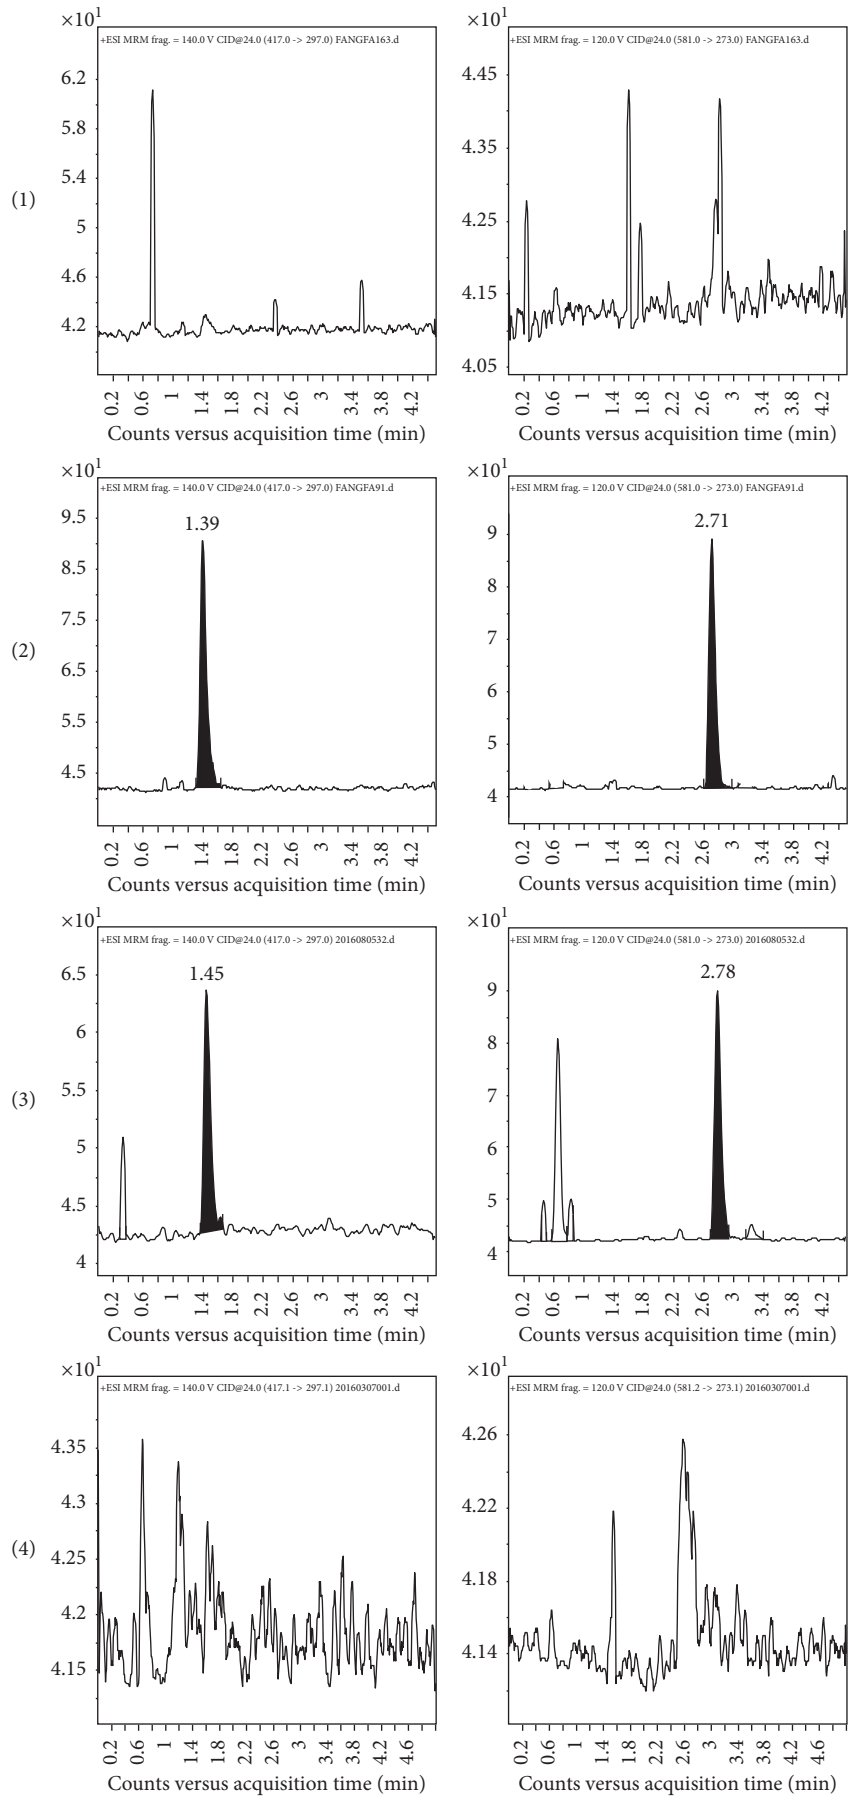 (1)
×10¹
+ESI MRM frag. = 140.0 V CID@24.0 (417.0 -> 297.0) FANGFA163.d
6.2
5.8
5.4
5
4.6
4.2
0.2 0.6 1 1.4 1.8 2.2 2.6 3 3.4 3.8 4.2
Counts versus acquisition time (min)
×10¹
+ESI MRM frag. = 120.0 V CID@24.0 (581.0 -> 273.0) FANGFA163.d
4.45
4.35
4.25
4.15
4.05
0.2 0.6 1 1.4 1.8 2.2 2.6 3 3.4 3.8 4.2
Counts versus acquisition time (min)
(2)
×10¹
+ESI MRM frag. = 140.0 V CID@24.0 (417.0 -> 297.0) FANGFA91.d
9.5
8.5
7.5
6.5
5.5
4.5
1.39
0.2 0.6 1 1.4 1.8 2.2 2.6 3 3.4 3.8 4.2
Counts versus acquisition time (min)
×10¹
+ESI MRM frag. = 120.0 V CID@24.0 (581.0 -> 273.0) FANGFA91.d
9
8
7
6
5
4
2.71
0.2 0.6 1 1.4 1.8 2.2 2.6 3 3.4 3.8 4.2
Counts versus acquisition time (min)
(3)
×10¹
+ESI MRM frag. = 140.0 V CID@24.0 (417.0 -> 297.0) 2016080532.d
6.5
6
5.5
5
4.5
4
1.45
0.2 0.6 1 1.4 1.8 2.2 2.6 3 3.4 3.8 4.2
Counts versus acquisition time (min)
×10¹
+ESI MRM frag. = 120.0 V CID@24.0 (581.0 -> 273.0) 2016080532.d
9
8
7
6
5
4
2.78
0.2 0.6 1 1.4 1.8 2.2 2.6 3 3.4 3.8 4.2
Counts versus acquisition time (min)
(4)
×10¹
+ESI MRM frag. = 140.0 V CID@24.0 (417.1 -> 297.1) 20160307001.d
43.35
43.3
42.25
42.2
41.15
0.2 0.6 1 1.4 1.8 2.2 2.6 3 3.4 3.8 4.2 4.6
Counts versus acquisition time (min)
×10¹
+ESI MRM frag. = 120.0 V CID@24.0 (581.2 -> 273.1) 20160307001.d
4.26
4.22
4.18
4.14
0.2 0.6 1 1.4 1.8 2.2 2.6 3 3.4 3.8 4.2 4.6
Counts versus acquisition time (min)